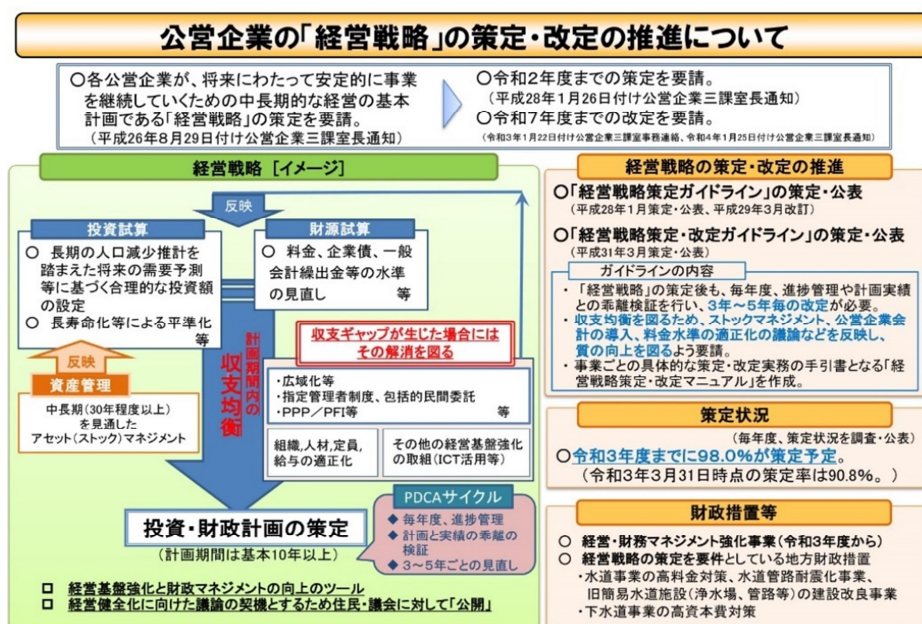 公営企業の「経営戦略」の策定・改定の推進について
〇各公営企業が、将来にわたって安定的に事業
を継続していくための中長期的な経営の基本
計画である「経営戦略」の策定を要請。
（平成26年8月29日付け公営企業三課室長通知）
〇令和２年度までの策定を要請。
（平成28年1月26日付け公営企業三課室長通知）
〇令和７年度までの改定を要請。
（令和3年1月22日付け公営企業三課室事務連絡、令和4年1月25日付け公営企業三課室長通知）
経営戦略 [イメージ]
反映
投資試算
〇 長期の人口減少推計を
踏まえた将来の需要予測
等に基づく合理的な投資額
の設定
〇 長寿命化等による平準化
等
財源試算
〇 料金、企業債、一般
会計繰出金等の水準
の見直し 等
反映
資産管理
中長期（30年程度以上）
を見通した
アセット（ストック）マネジメント
計画期間内の
収支均衡
収支ギャップが生じた場合には
その解消を図る
・広域化等
・指定管理者制度、包括的民間委託
・PPP／PFI等 等
組織,人材,定員,
給与の適正化
その他の経営基盤強化
の取組（ICT活用等）
投資・財政計画の策定
（計画期間は基本10年以上）
PDCAサイクル
◆ 毎年度、進捗管理
◆ 計画と実績の乖離の
検証
◆ 3～5年ごとの見直し
□ 経営基盤強化と財政マネジメントの向上のツール
□ 経営健全化に向けた議論の契機とするため住民・議会に対して「公開」
経営戦略の策定・改定の推進
〇「経営戦略策定ガイドライン」の策定・公表
（平成28年1月策定・公表、平成29年3月改訂）
〇「経営戦略策定・改定ガイドライン」の策定・公表
（平成31年3月策定・公表）
ガイドラインの内容
・ 「経営戦略」の策定後も、毎年度、進捗管理や計画実績
との乖離検証を行い、3年～5年毎の改定が必要。
・ 収支均衡を図るため、ストックマネジメント、公営企業会
計の導入、料金水準の適正化の議論などを反映し、
質の向上を図るよう要請。
・ 事業ごとの具体的な策定・改定実務の手引書となる「経
営戦略策定・改定マニュアル」を作成。
策定状況
（毎年度、策定状況を調査・公表）
〇令和３年度までに98.0％が策定予定。
（令和３年３月31日時点の策定率は90.8％。）
財政措置等
〇 経営・財務マネジメント強化事業（令和３年度から）
〇 経営戦略の策定を要件としている地方財政措置
・水道事業の高料金対策、水道管路耐震化事業、
旧簡易水道施設（浄水場、管路等）の建設改良事業
・下水道事業の高資本費対策